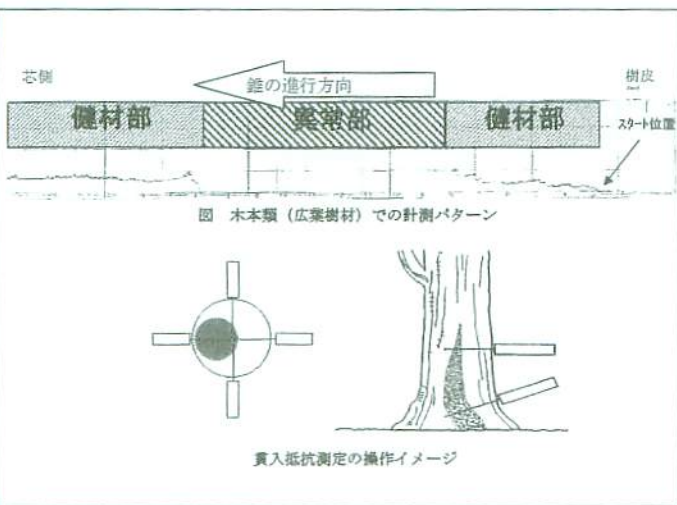 芯側
錐の進行方向
樹皮
健材部
異常部
健材部
スタート位置
図 木本類（広葉樹材）での計測パターン
貫入抵抗測定の操作イメージ